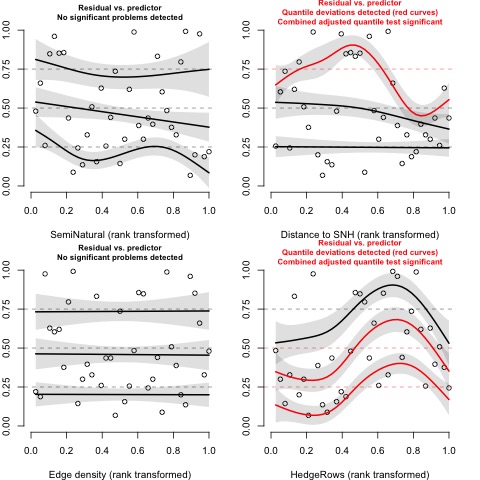 Residual vs. predictor
No significant problems detected
0.00 0.25 0.50 0.75 1.00
0.0 0.2 0.4 0.6 0.8 1.0
SemiNatural (rank transformed)
Residual vs. predictor
Quantile deviations detected (red curves)
Combined adjusted quantile test significant
0.00 0.25 0.50 0.75 1.00
0.0 0.2 0.4 0.6 0.8 1.0
Distance to SNH (rank transformed)
Residual vs. predictor
No significant problems detected
0.00 0.25 0.50 0.75 1.00
0.0 0.2 0.4 0.6 0.8 1.0
Edge density (rank transformed)
Residual vs. predictor
Quantile deviations detected (red curves)
Combined adjusted quantile test significant
0.00 0.25 0.50 0.75 1.00
0.0 0.2 0.4 0.6 0.8 1.0
HedgeRows (rank transformed)